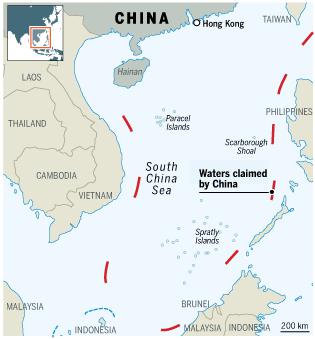 CHINA
TAIWAN
Hong Kong
Hainan
LAOS
PHILIPPINES
Paracel
Islands
THAILAND
Scarborough
Shoal
South
China
Sea
Waters claimed
by China
CAMBODIA
VIETNAM
Spratly
Islands
BRUNEI
MALAYSIA
INDONESIA
MALAYSIA
INDONESIA
200 km